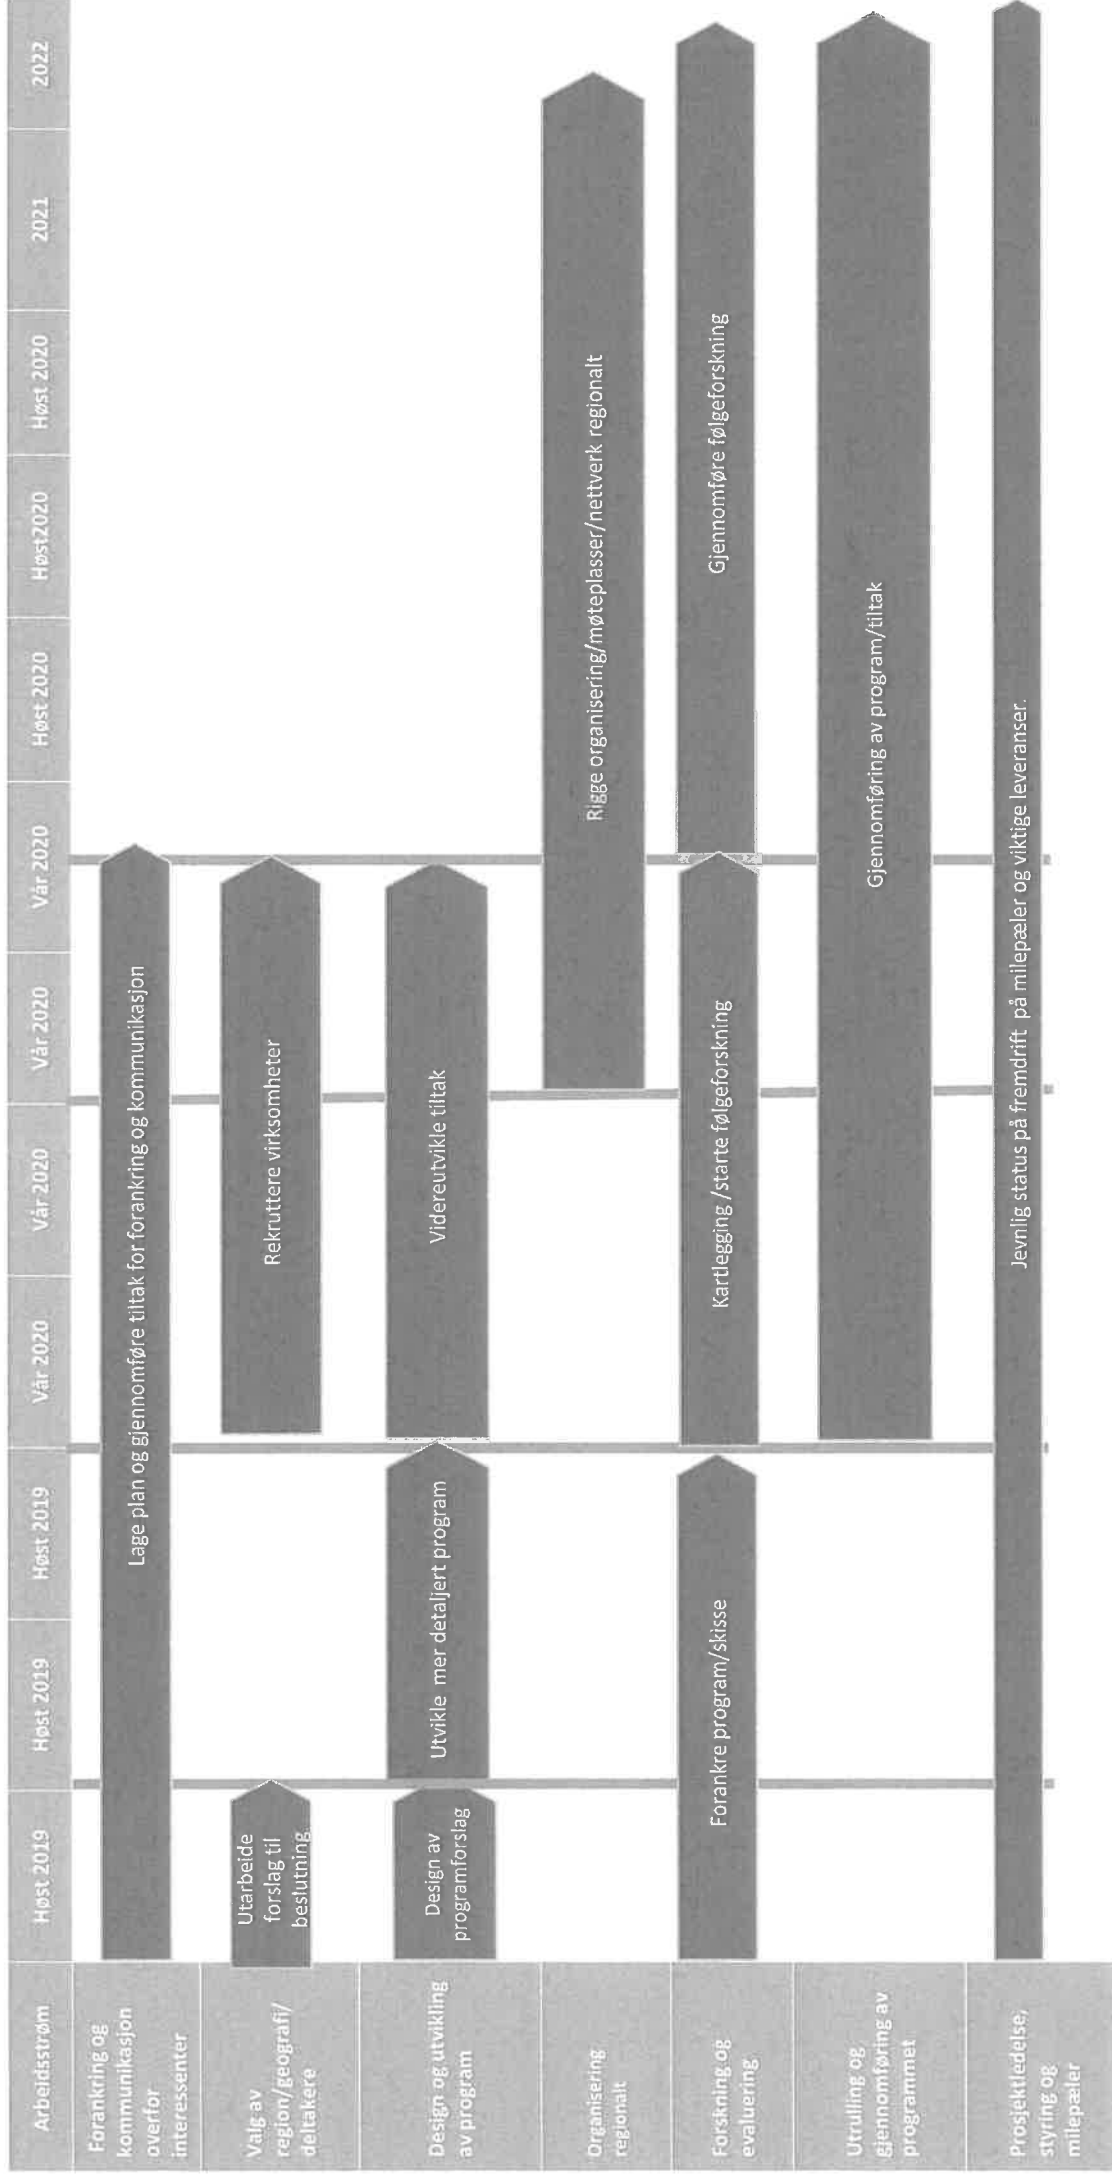 Arbeidsstrøm
Høst 2019
Høst 2019
Høst 2019
Vår 2020
Vår 2020
Vår 2020
Vår 2020
Høst 2020
Høst2020
Høst 2020
2021
2022
Forankring og
kommunikasjon
overfor
interessenter
Lage plan og gjennomføre tiltak for forankring og kommunikasjon
Valg av
region/geografi/
deltakere
Utarbeide
forslag til
beslutning
Rekruttere virksomheter
Design og utvikling
av program
Design av
programforslag
Utvikle mer detaljert program
Videreutvikle tiltak
Organisering
regionalt
Rigge organisering/møteplasser/nettverk regionalt
Forskning og
evaluering
Forankre program/skisse
Kartlegging /starte følgeforskning
Gjennomføre følgeforskning
Utrulling og
gjennomføring av
programmet
Gjennomføring av program/tiltak
Prosjektledelse,
styring og
milepæler
Jevnlig status på fremdrift på milepæler og viktige leveranser.